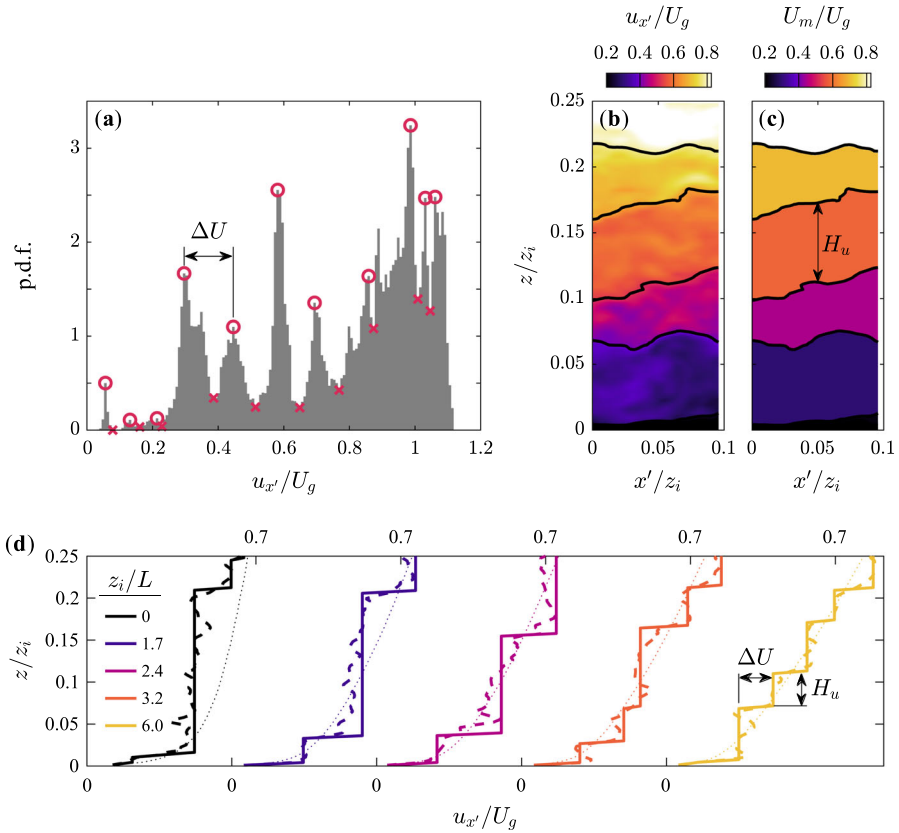 u_{x'}/U_g
U_m/U_g
0.2 0.4 0.6 0.8
0.2 0.4 0.6 0.8
(a)
(b)
(c)
p.d.f.
3
2
1
0
ΔU
0 0.2 0.4 0.6 0.8 1 1.2
u_{x'}/U_g
z/z_i
0.25
0.2
0.15
0.1
0.05
0
H_u
0 0.05 0.1
0 0.05 0.1
x'/z_i
x'/z_i
(d)
0.7 0.7 0.7 0.7 0.7
z/z_i
0.25
0.2
0.15
0.1
0.05
0
z_i/L
0
1.7
2.4
3.2
6.0
ΔU
H_u
0 0 0 0
u_{x'}/U_g